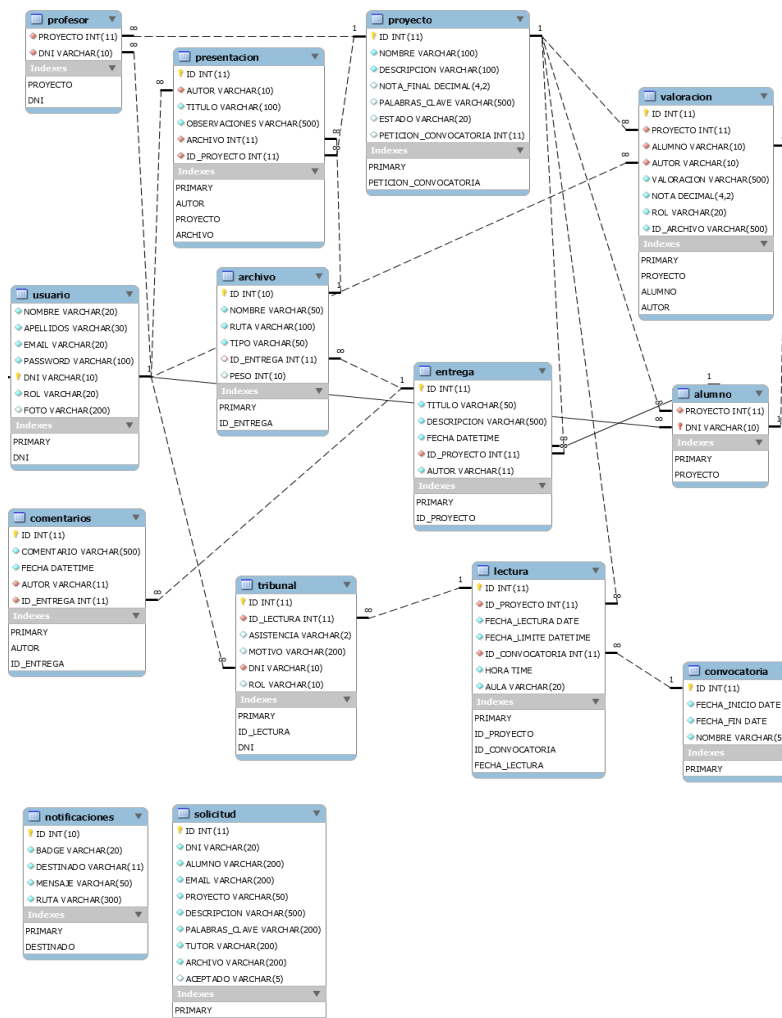 profesor
PROYECTO INT(11)
DNI VARCHAR(10)
Indexes
PROYECTO
DNI
presentacion
ID INT(11)
AUTOR VARCHAR(10)
TITULO VARCHAR(100)
OBSERVACIONES VARCHAR(500)
ARCHIVO INT(11)
ID_PROYECTO INT(11)
Indexes
PRIMARY
AUTOR
PROYECTO
ARCHIVO
proyecto
ID INT(11)
NOMBRE VARCHAR(100)
DESCRIPCION VARCHAR(100)
NOTA_FINAL DECIMAL(4,2)
PALABRAS_CLAVE VARCHAR(500)
ESTADO VARCHAR(20)
PETICION_CONVOCATORIA INT(11)
Indexes
PRIMARY
PETICION_CONVOCATORIA
valoracion
ID INT(11)
PROYECTO INT(11)
ALUMNO VARCHAR(10)
AUTOR VARCHAR(10)
VALORACION VARCHAR(500)
NOTA DECIMAL(4,2)
ROL VARCHAR(20)
ID_ARCHIVO VARCHAR(500)
Indexes
PRIMARY
PROYECTO
ALUMNO
AUTOR
usuario
NOMBRE VARCHAR(20)
APELLIDOS VARCHAR(30)
EMAIL VARCHAR(20)
PASSWORD VARCHAR(100)
DNI VARCHAR(10)
ROL VARCHAR(20)
FOTO VARCHAR(200)
Indexes
PRIMARY
DNI
archivo
ID INT(10)
NOMBRE VARCHAR(50)
RUTA VARCHAR(100)
TIPO VARCHAR(50)
ID_ENTREGA INT(11)
PESO INT(10)
Indexes
PRIMARY
ID_ENTREGA
entrega
ID INT(11)
TITULO VARCHAR(50)
DESCRIPCION VARCHAR(500)
FECHA DATETIME
ID_PROYECTO INT(11)
AUTOR VARCHAR(11)
Indexes
PRIMARY
ID_PROYECTO
alumno
PROYECTO INT(11)
DNI VARCHAR(10)
Indexes
PRIMARY
PROYECTO
comentarios
ID INT(11)
COMENTARIO VARCHAR(500)
FECHA DATETIME
AUTOR VARCHAR(11)
ID_ENTREGA INT(11)
Indexes
PRIMARY
AUTOR
ID_ENTREGA
tribunal
ID INT(11)
ID_LECTURA INT(11)
ASISTENCIA VARCHAR(2)
MOTIVO VARCHAR(200)
DNI VARCHAR(10)
ROL VARCHAR(10)
Indexes
PRIMARY
ID_LECTURA
DNI
lectura
ID INT(11)
ID_PROYECTO INT(11)
FECHA_LECTURA DATE
FECHA_LIMITE DATETIME
ID_CONVOCATORIA INT(11)
HORA TIME
AULA VARCHAR(20)
Indexes
PRIMARY
ID_PROYECTO
ID_CONVOCATORIA
FECHA_LECTURA
convocatoria
ID INT(11)
FECHA_INICIO DATE
FECHA_FIN DATE
NOMBRE VARCHAR(5
Indexes
PRIMARY
notificaciones
ID INT(10)
BADGE VARCHAR(20)
DESTINADO VARCHAR(11)
MENSAJE VARCHAR(50)
RUTA VARCHAR(300)
Indexes
PRIMARY
DESTINADO
solicitud
ID INT(11)
DNI VARCHAR(20)
ALUMNO VARCHAR(200)
EMAIL VARCHAR(200)
PROYECTO VARCHAR(50)
DESCRIPCION VARCHAR(500)
PALABRAS_CLAVE VARCHAR(200)
TUTOR VARCHAR(200)
ARCHIVO VARCHAR(200)
ACEPTADO VARCHAR(5)
Indexes
PRIMARY